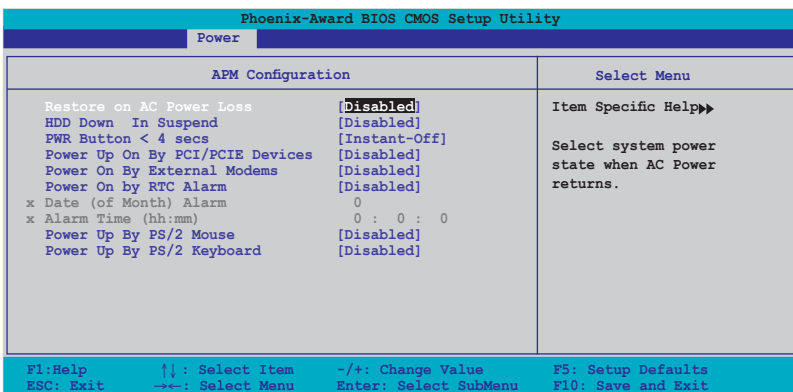 Phoenix-Award BIOS CMOS Setup Utility
Power
APM Configuration
Select Menu
Restore on AC Power Loss [Disabled]
HDD Down In Suspend [Disabled]
PWR Button < 4 secs [Instant-Off]
Power Up On By PCI/PCIE Devices [Disabled]
Power On By External Modems [Disabled]
Power On by RTC Alarm [Disabled]
x Date (of Month) Alarm 0
x Alarm Time (hh:mm) 0 : 0 : 0
Power Up By PS/2 Mouse [Disabled]
Power Up By PS/2 Keyboard [Disabled]
Item Specific Help▶▶
Select system power
state when AC Power
returns.
F1:Help ↑↓ : Select Item -/+: Change Value F5: Setup Defaults
ESC: Exit →←: Select Menu Enter: Select SubMenu F10: Save and Exit